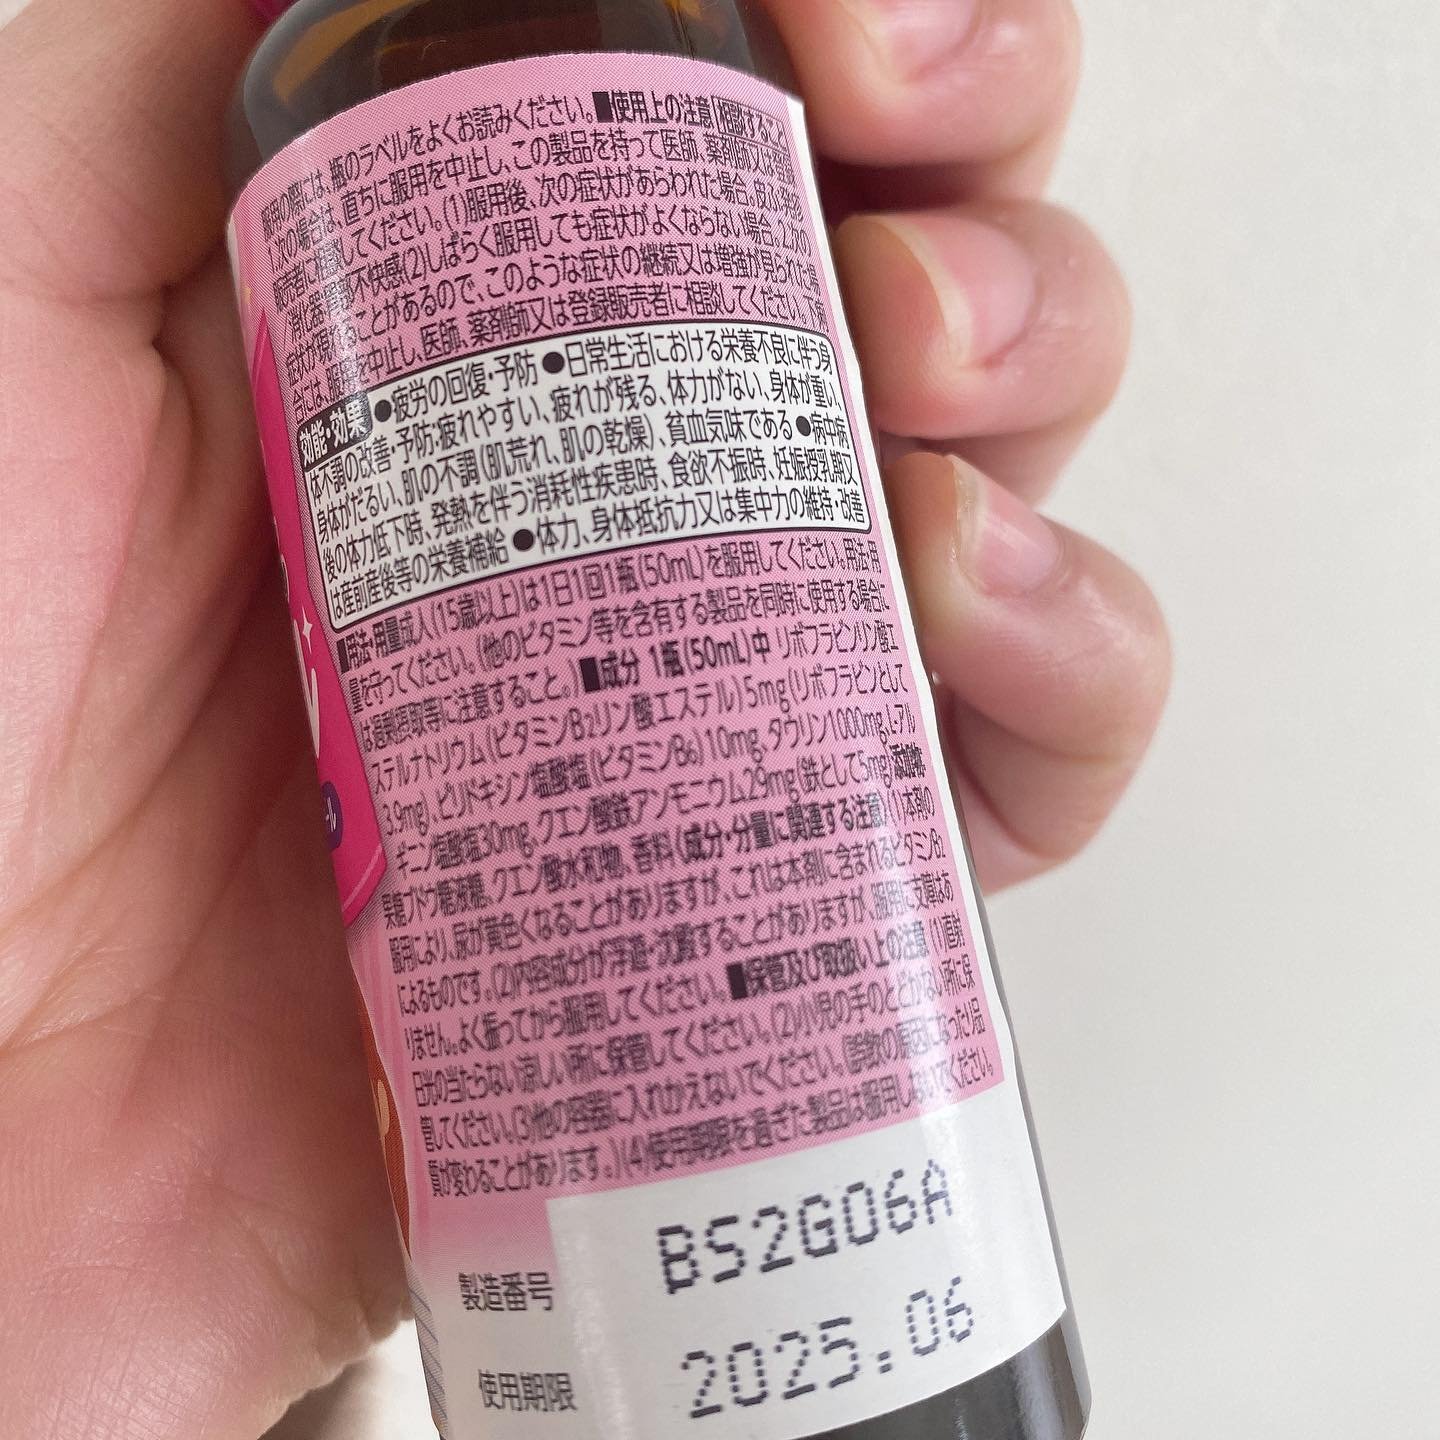 服用の際には、瓶のラベルをよくお読みください。■使用上の注意 相談すること
1.次の場合は、直ちに服用を中止し、この製品を持って医師、薬剤師又は登録
販売者に相談してください。(1)服用後、次の症状があらわれた場合。皮ふ:発疹
/消化器:胃部不快感(2)しばらく服用しても症状がよくならない場合。2.次の
症状が現れることがあるので、このような症状の継続又は増強が見られた場
合には、服用を中止し、医師、薬剤師又は登録販売者に相談してください。下痢
効能・効果 ●疲労の回復・予防 ●日常生活における栄養不良に伴う身
体不調の改善・予防:疲れやすい、疲れが残る、体力がない、身体が重い、
身体がだるい、肌の不調(肌荒れ、肌の乾燥)、貧血気味である ●病中病
後の体力低下時、発熱を伴う消耗性疾患時、食欲不振時、妊娠授乳期又
は産前産後等の栄養補給 ●体力、身体抵抗力又は集中力の維持・改善
■用法・用量 成人(15歳以上)は1日1回1瓶(50mL)を服用してください。用法・用
量を守ってください。(他のビタミン等を含有する製品を同時に使用する場合に
は過剰摂取等に注意すること。) ■成分 1瓶(50mL)中 リボフラビンリン酸エ
ステルナトリウム(ビタミンB2リン酸エステル)5mg(リボフラビンとして
3.9mg)、ピリドキシン塩酸塩(ビタミンB6)10mg、タウリン1000mg、L-アル
ギニン塩酸塩30mg、クエン酸鉄アンモニウム29mg(鉄として5mg) 添加物:
果糖ブドウ糖液糖、クエン酸水和物、香料(成分・分量に関連する注意)(1)本剤の
服用により、尿が黄色くなることがありますが、これは本剤に含まれるビタミンB2
によるものです。(2)内容成分が浮遊・沈殿することがありますが、服用に支障はあ
りません。よく振ってから服用してください。 ■保管及び取扱い上の注意 (1)直射
日光の当たらない涼しい所に保管してください。(2)小児の手のとどかない所に保
管してください。(3)他の容器に入れかえないでください。(誤飲の原因になったり品
質が変わることがあります。)(4)使用期限を過ぎた製品は服用しないでください。
製造番号 BS2G06A
使用期限 2025.06